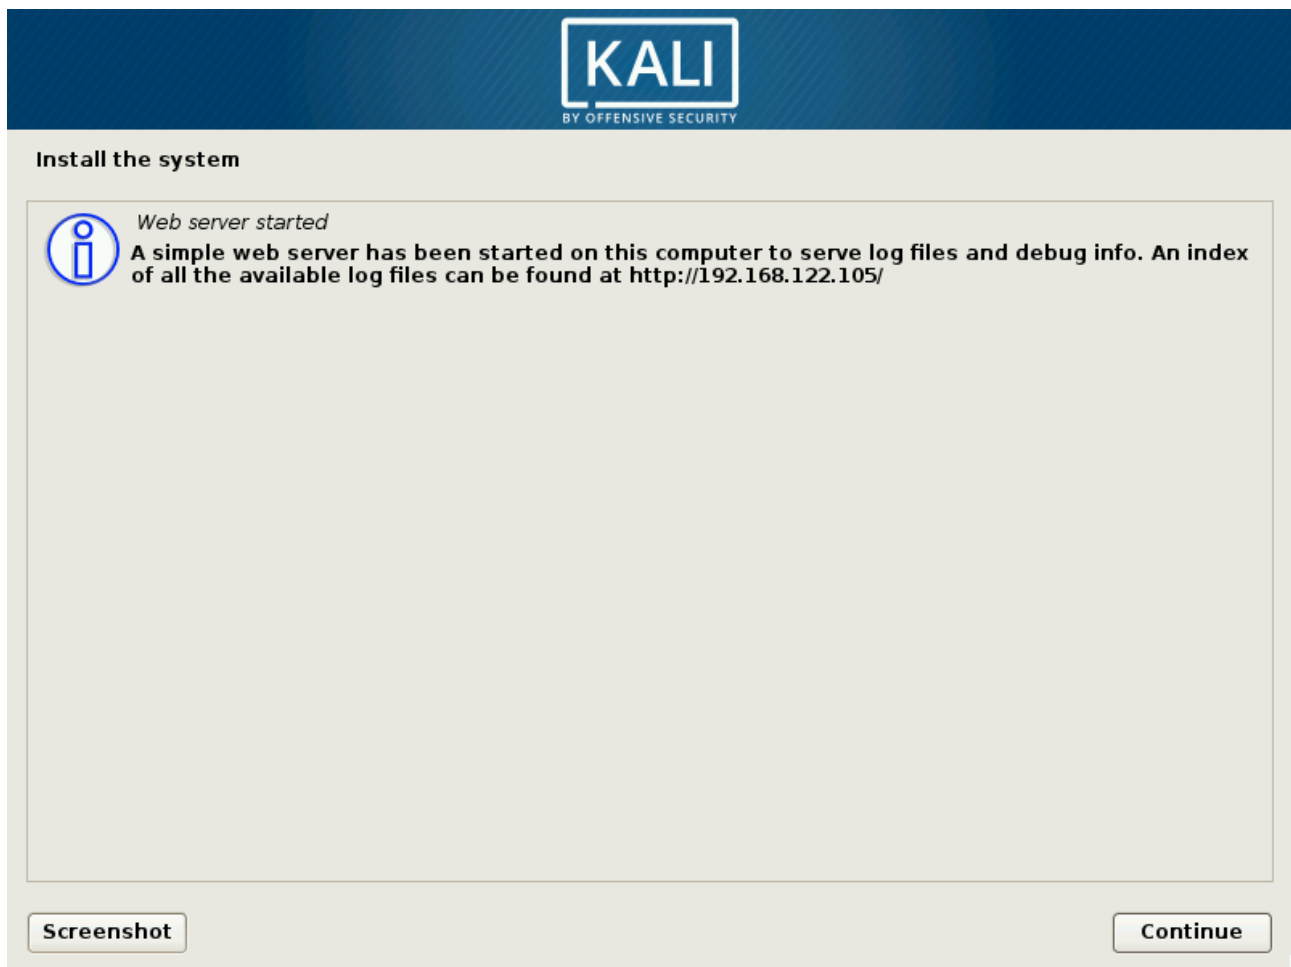 KALI
BY OFFENSIVE SECURITY
Install the system
Web server started
A simple web server has been started on this computer to serve log files and debug info. An index
of all the available log files can be found at http://192.168.122.105/
Screenshot
Continue